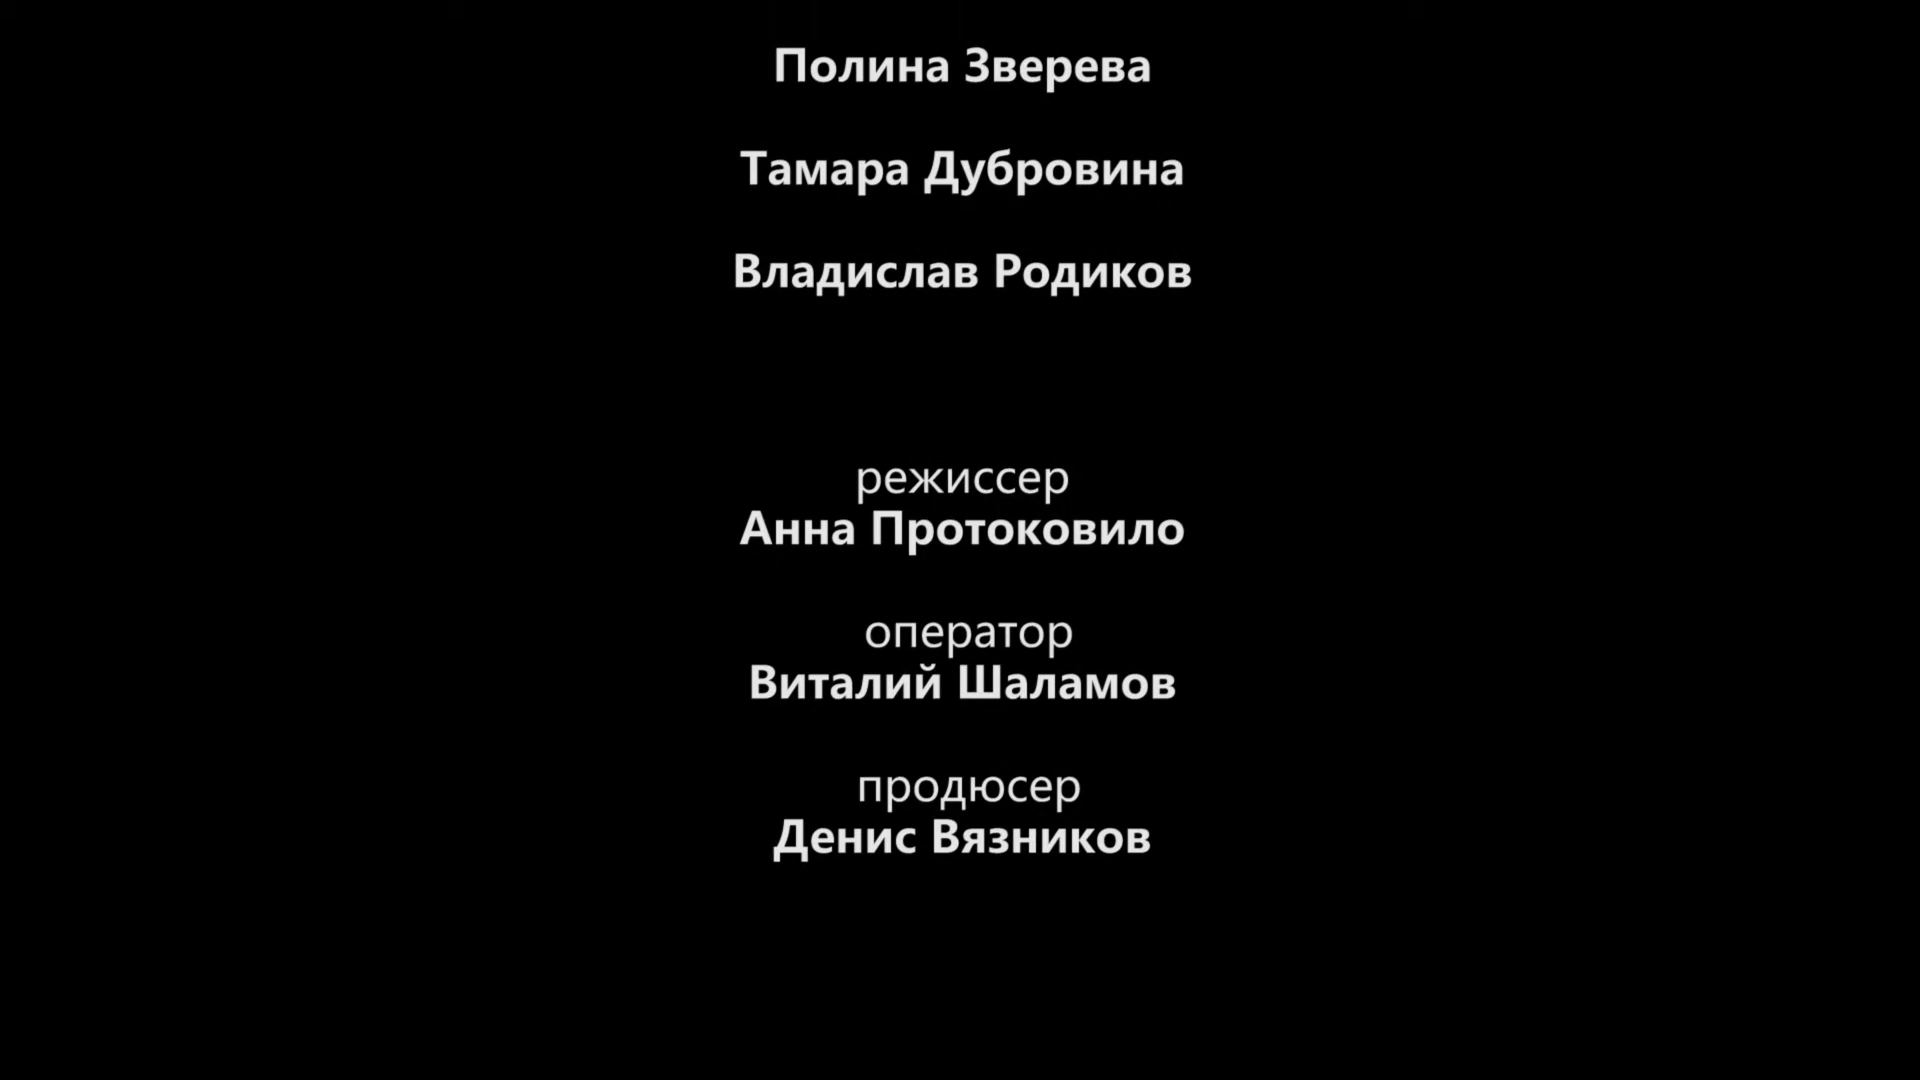 Полина Зверева
Тамара Дубровина
Владислав Родиков
режиссер
Анна Протоковило
оператор
Виталий Шаламов
продюсер
Денис Вязников